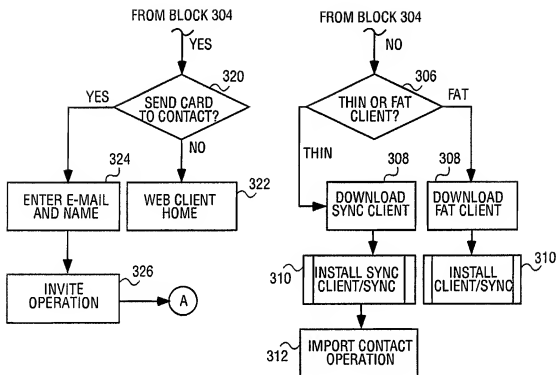 FROM BLOCK 304
YES
320
SEND CARD
TO CONTACT?
YES
NO
324
ENTER E-MAIL
AND NAME
322
WEB CLIENT
HOME
326
INVITE
OPERATION
A
FROM BLOCK 304
NO
306
THIN OR FAT
CLIENT?
FAT
THIN
308
DOWNLOAD
SYNC CLIENT
308
DOWNLOAD
FAT CLIENT
310
INSTALL SYNC
CLIENT/SYNC
310
INSTALL
CLIENT/SYNC
312
IMPORT CONTACT
OPERATION